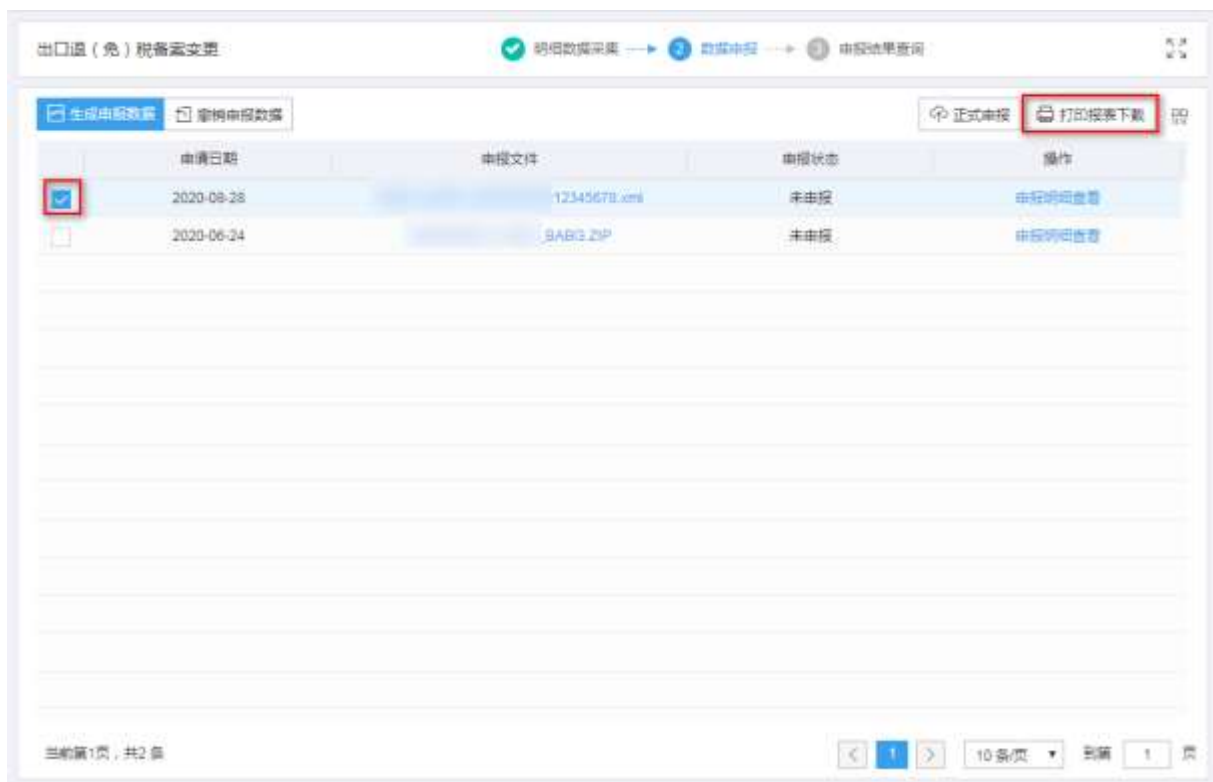 出口退（免）税备案变更 明细数据采集 2 数据申报 3 申报结果查询
生成申报数据 撤销申报数据 正式申报 打印报表下载
申请日期 申报文件 申报状态 操作
2020-08-28 12345678.xml 未申报 申报明细查看
2020-06-24 _BABG.ZIP 未申报 申报明细查看
当前第1页，共2条 < 1 > 10 条/页 到第 1 页